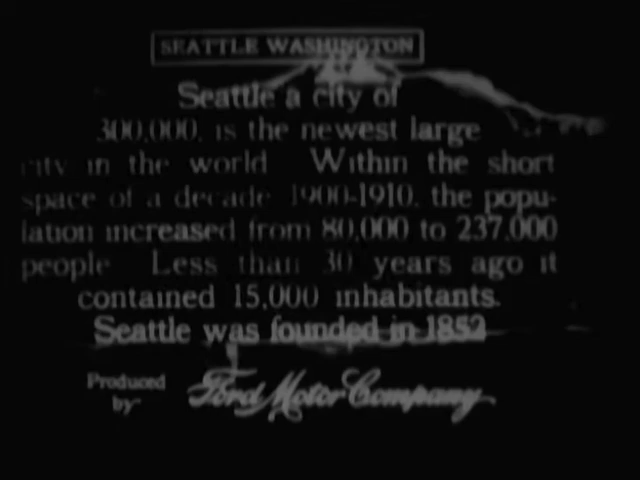 SEATTLE WASHINGTON
Seattle a city of
300,000, is the newest large
city in the world Within the short
space of a decade 1900-1910, the popu-
lation increased from 80,000 to 237,000
people Less than 30 years ago it
contained 15,000 inhabitants.
Seattle was founded in 1852
Produced
by
Ford Motor Company